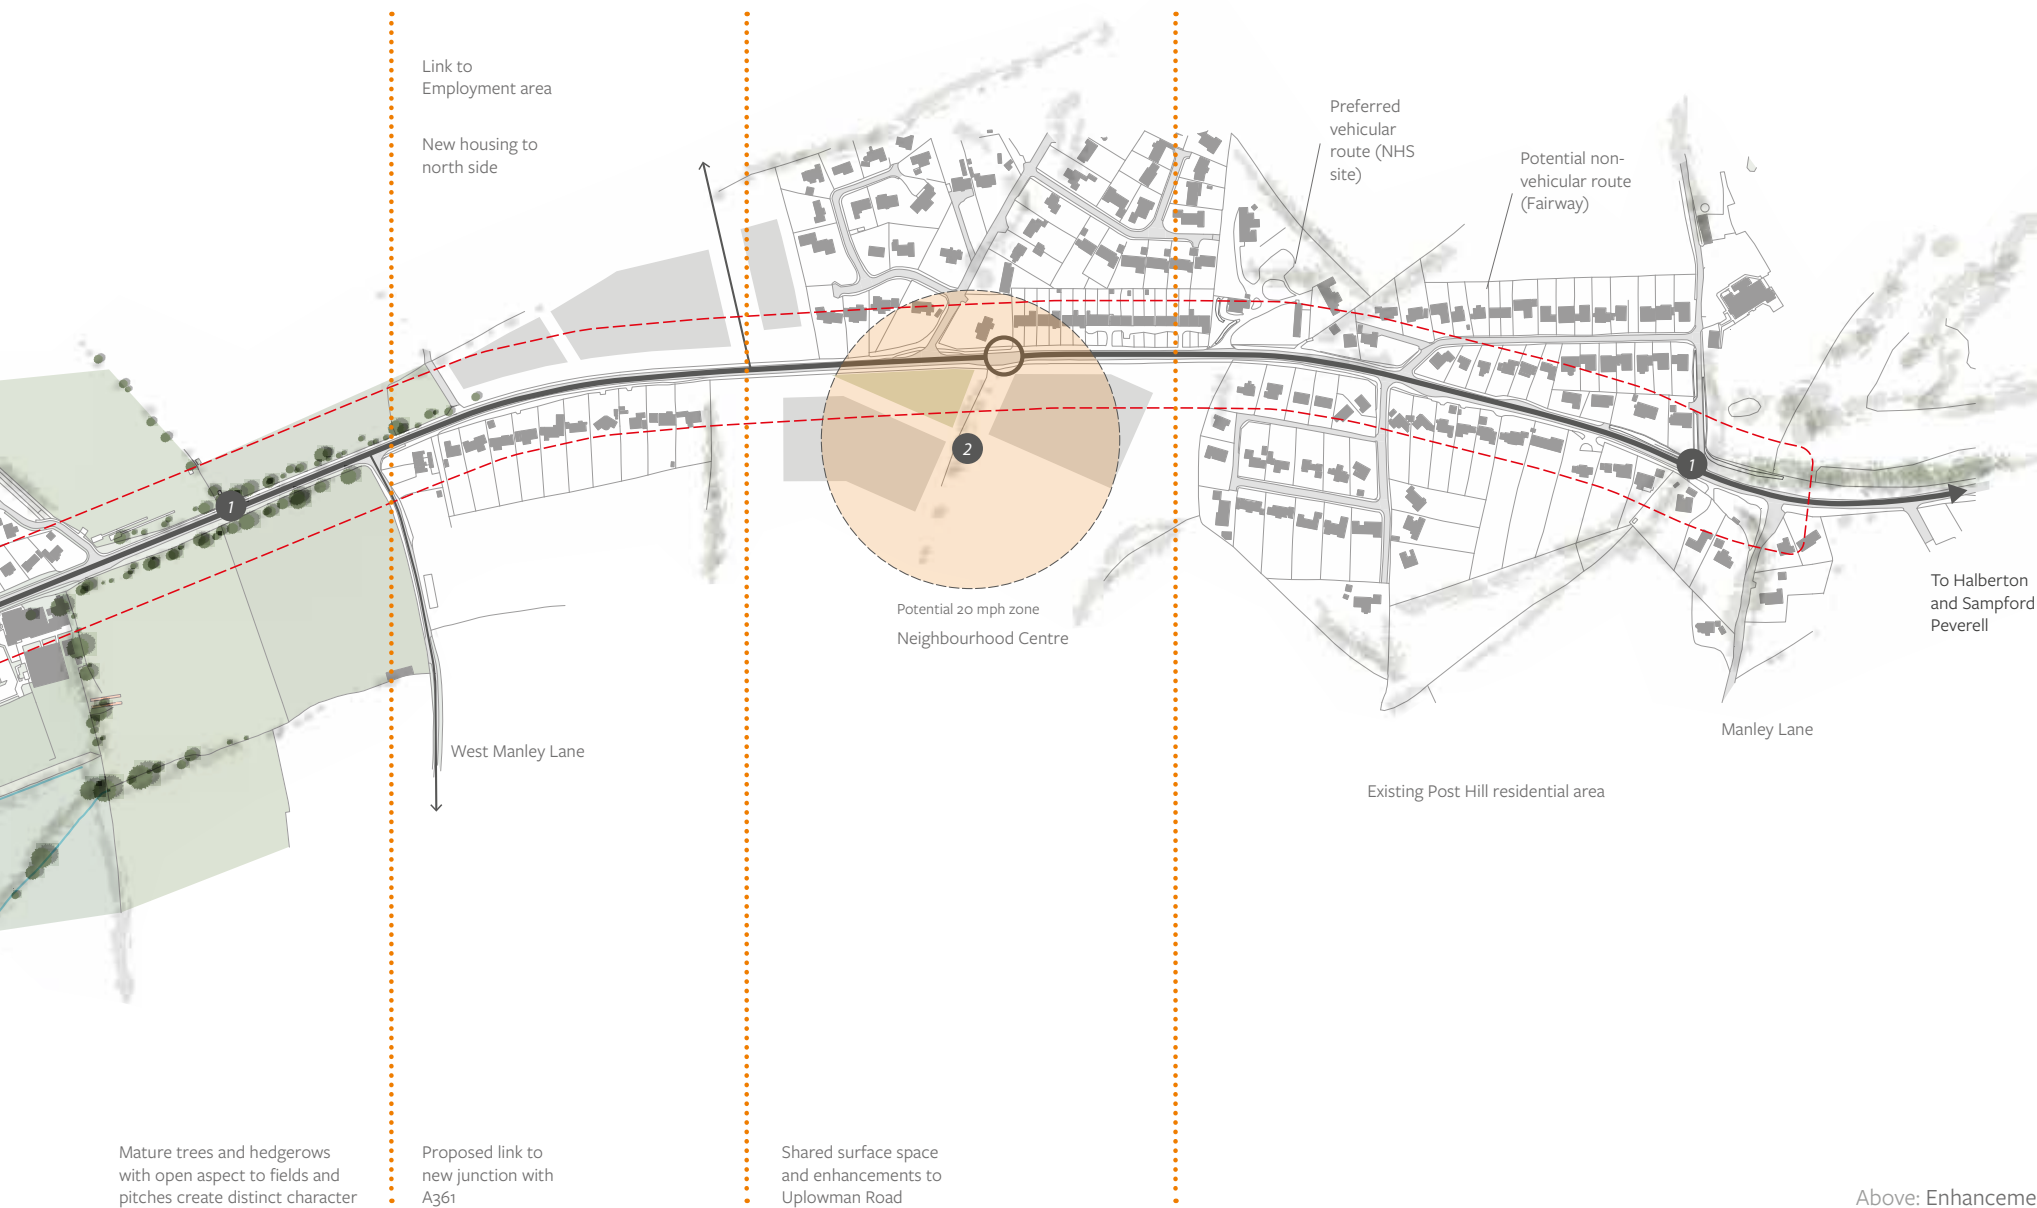 Link to
Employment area
New housing to
north side
Preferred
vehicular
route (NHS
site)
Potential non-
vehicular route
(Fairway)
1
2
1
Potential 20 mph zone
Neighbourhood Centre
To Halberton
and Sampford
Peverell
West Manley Lane
Manley Lane
Existing Post Hill residential area
Mature trees and hedgerows
with open aspect to fields and
pitches create distinct character
Proposed link to
new junction with
A361
Shared surface space
and enhancements to
Uplowman Road
Above: Enhanceme